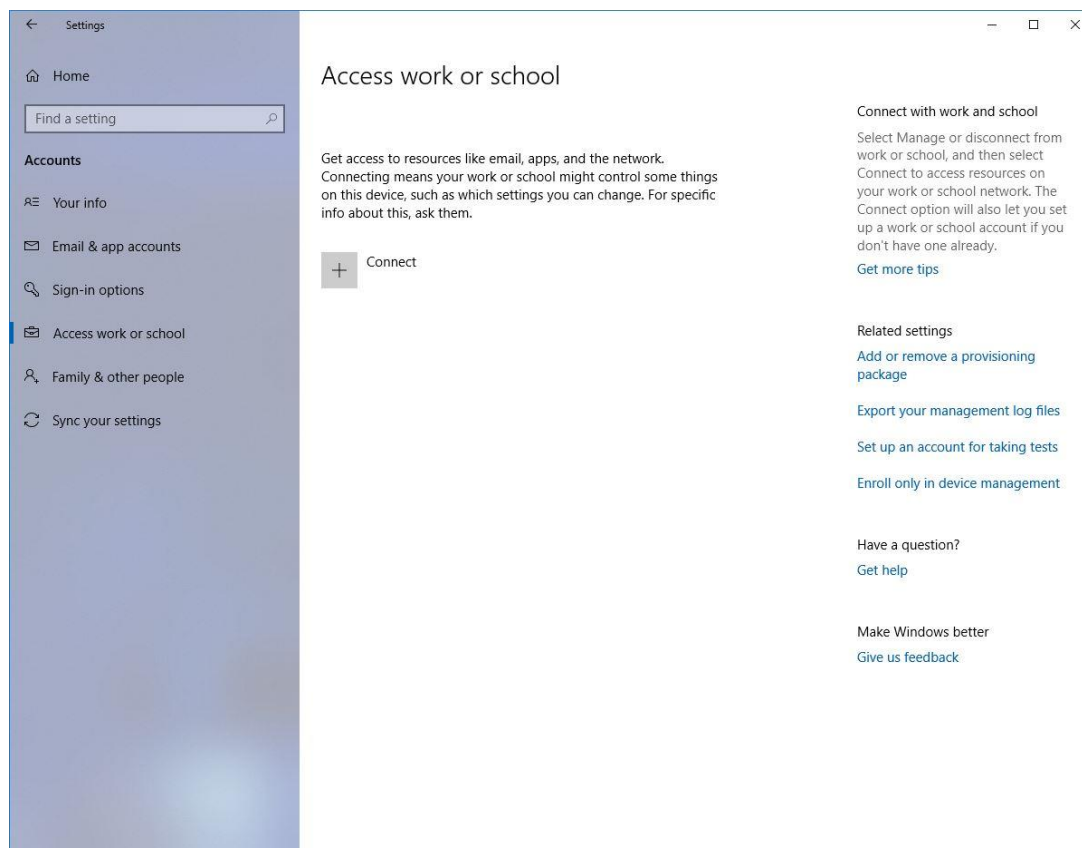 Settings
Home
Find a setting
Accounts
Your info
Email & app accounts
Sign-in options
Access work or school
Family & other people
Sync your settings
Access work or school
Get access to resources like email, apps, and the network.
Connecting means your work or school might control some things
on this device, such as which settings you can change. For specific
info about this, ask them.
Connect
Connect with work and school
Select Manage or disconnect from
work or school, and then select
Connect to access resources on
your work or school network. The
Connect option will also let you set
up a work or school account if you
don't have one already.
Get more tips
Related settings
Add or remove a provisioning
package
Export your management log files
Set up an account for taking tests
Enroll only in device management
Have a question?
Get help
Make Windows better
Give us feedback